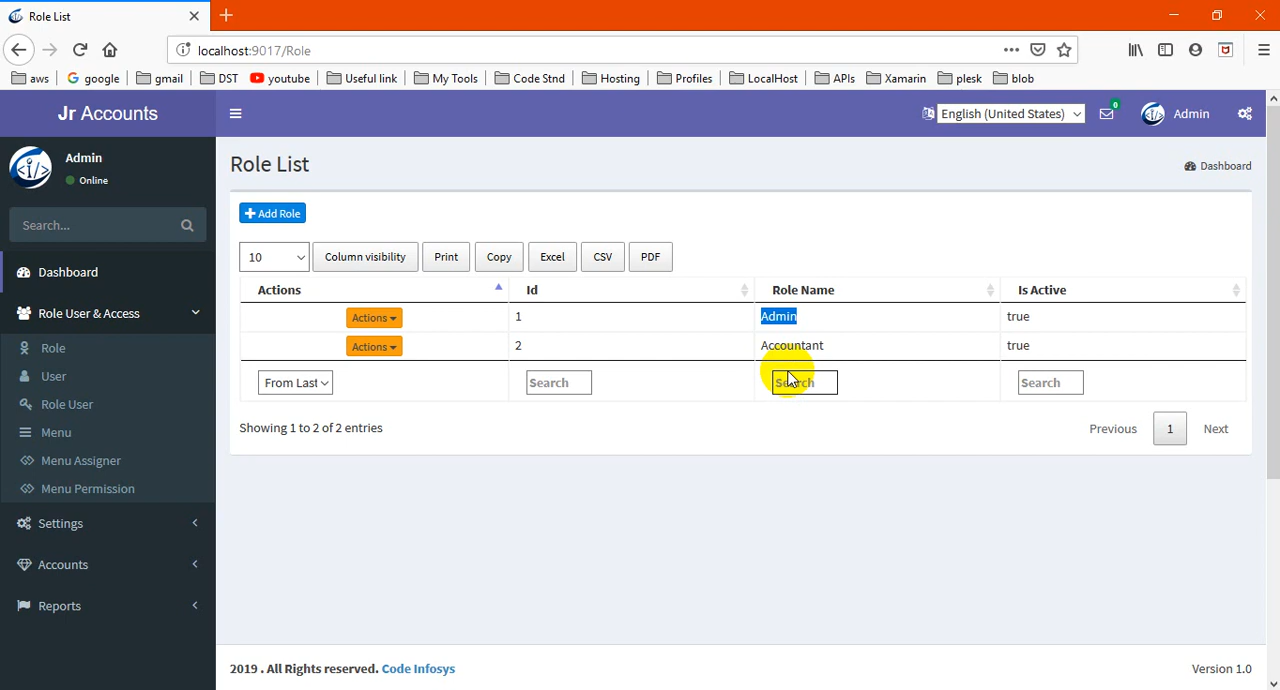 Role List
localhost:9017/Role
aws google gmail DST youtube Useful link My Tools Code Stnd Hosting Profiles LocalHost APIs Xamarin plesk blob
Jr Accounts
English (United States) 0 Admin
Admin
Online
Search...
Dashboard
Role User & Access
Role
User
Role User
Menu
Menu Assigner
Menu Permission
Settings
Accounts
Reports
Role List
Dashboard
Add Role
10 Column visibility Print Copy Excel CSV PDF
Actions Id Role Name Is Active
Actions 1 Admin true
Actions 2 Accountant true
From Last Search Search Search
Showing 1 to 2 of 2 entries Previous 1 Next
2019 . All Rights reserved. Code Infosys Version 1.0